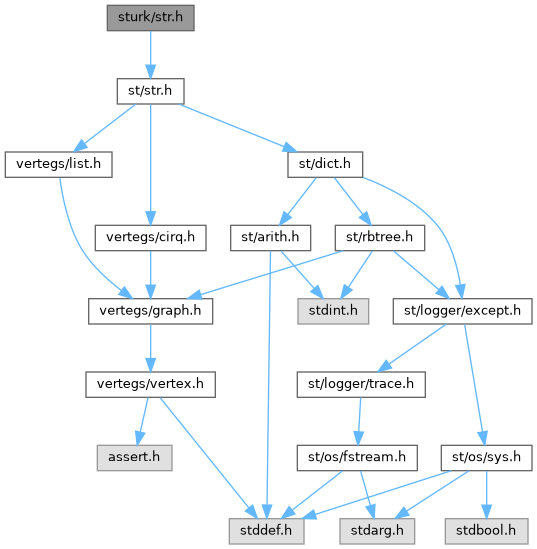 sturk/str.h
st/str.h
vertegs/list.h
st/dict.h
vertegs/cirq.h
st/arith.h
st/rbtree.h
vertegs/graph.h
stdint.h
st/logger/except.h
vertegs/vertex.h
st/logger/trace.h
assert.h
st/os/fstream.h
st/os/sys.h
stddef.h
stdarg.h
stdbool.h